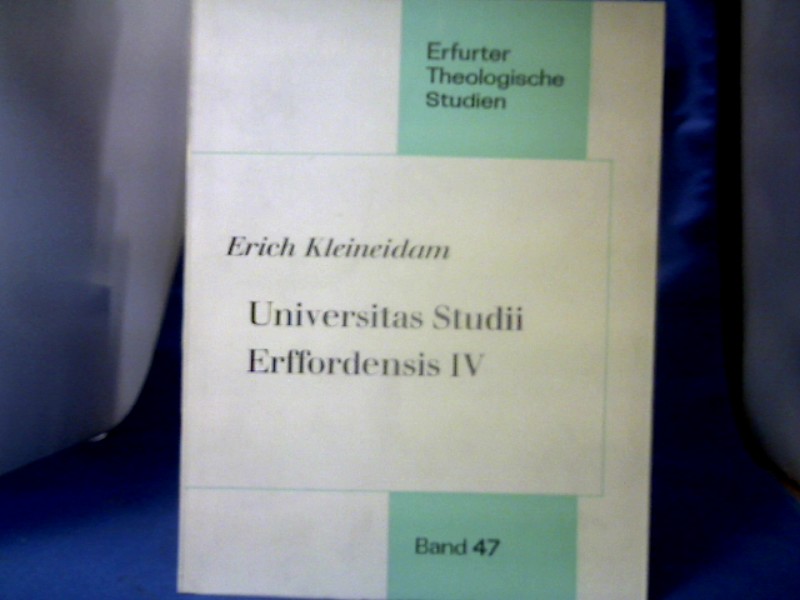 Erfurter
Theologische
Studien
Erich Kleineidam
Universitas Studii
Erffordensis IV
Band 47